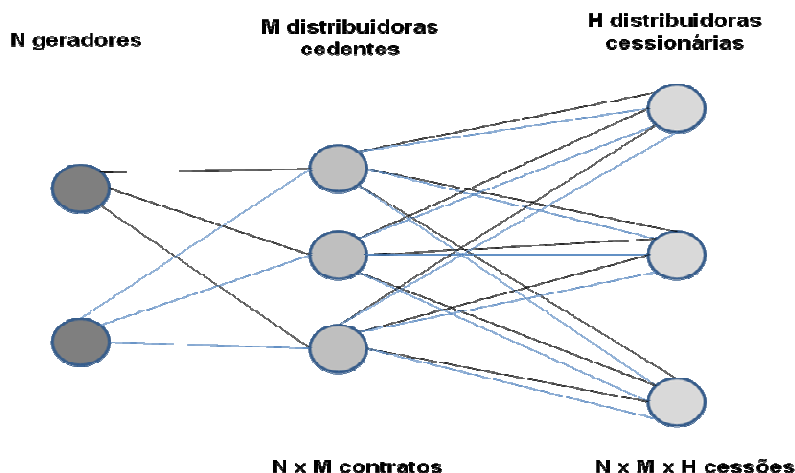 N geradores
M distribuidoras
cedentes
H distribuidoras
cessionárias
N x M contratos
N x M x H cessões